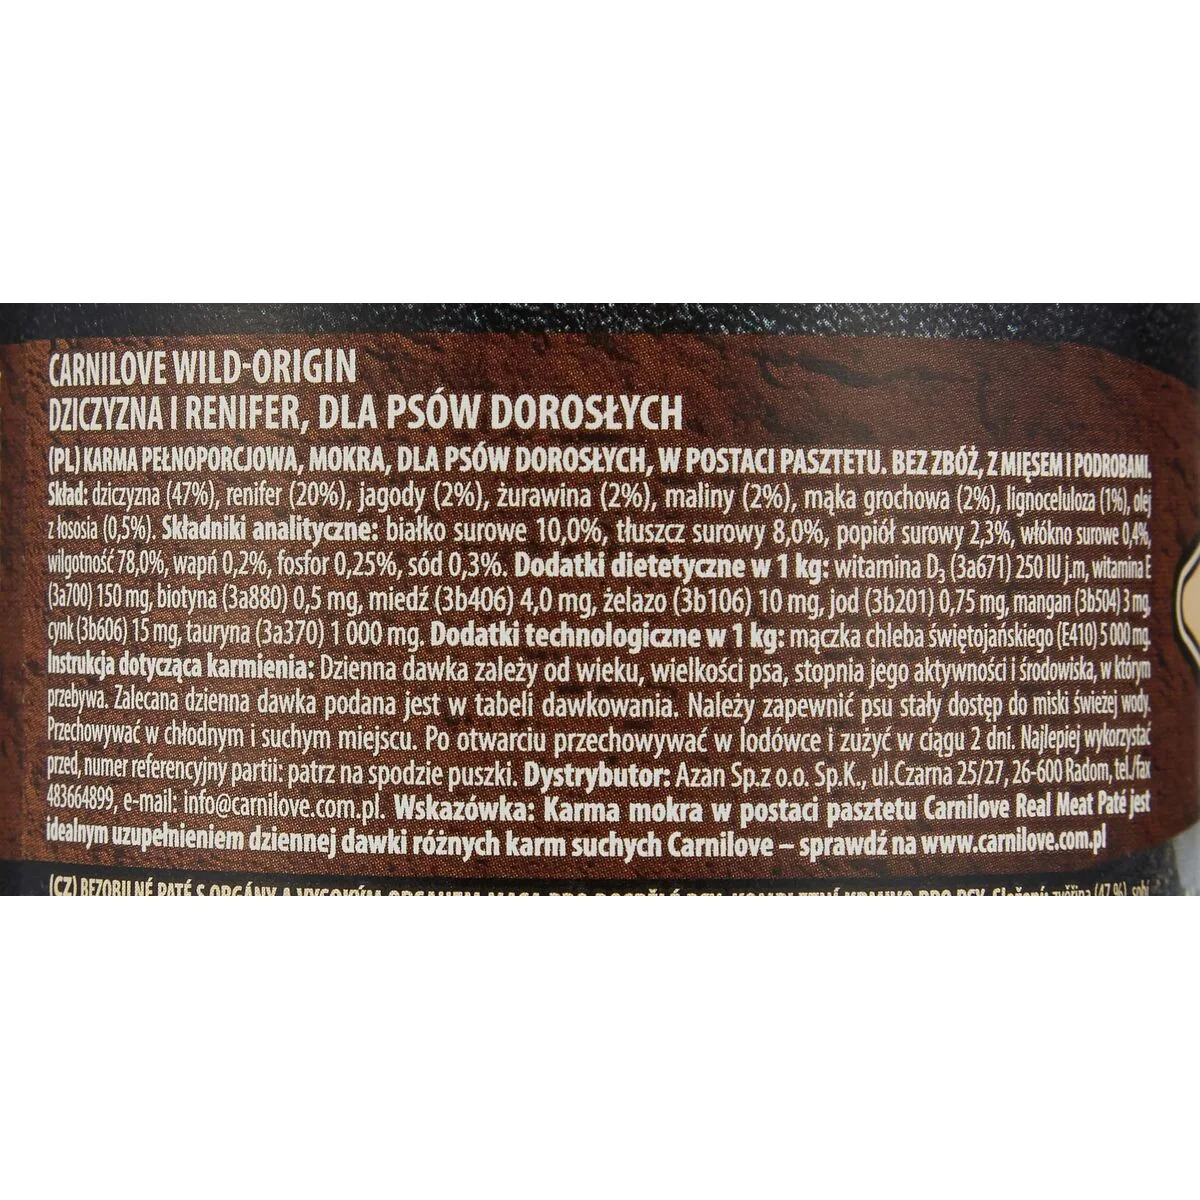 CARNILOVE WILD-ORIGIN
DZICZYZNA I RENIFER, DLA PSÓW DOROSŁYCH
(PL) KARMA PEŁNOPORCJOWA, MOKRA, DLA PSÓW DOROSŁYCH, W POSTACI PASZTETU. BEZ ZBÓŻ, Z MIĘSEM I PODROBAMI.
Skład: dziczyzna (47%), renifer (20%), jagody (2%), żurawina (2%), maliny (2%), mąka grochowa (2%), lignoceluloza (1%), olej
z łososia (0,5%). Składniki analityczne: białko surowe 10,0%, tłuszcz surowy 8,0%, popiół surowy 2,3%, włókno surowe 0,4%,
wilgotność 78,0%, wapń 0,2%, fosfor 0,25%, sód 0,3%. Dodatki dietetyczne w 1 kg: witamina D₃ (3a671) 250 IU j.m, witamina E
(3a700) 150 mg, biotyna (3a880) 0,5 mg, miedź (3b406) 4,0 mg, żelazo (3b106) 10 mg, jod (3b201) 0,75 mg, mangan (3b504) 3 mg,
cynk (3b606) 15 mg, tauryna (3a370) 1 000 mg. Dodatki technologiczne w 1 kg: mączka chleba świętojańskiego (E410) 5 000 mg.
Instrukcja dotycząca karmienia: Dzienna dawka zależy od wieku, wielkości psa, stopnia jego aktywności i środowiska, w którym
przebywa. Zalecana dzienna dawka podana jest w tabeli dawkowania. Należy zapewnić psu stały dostęp do miski świeżej wody.
Przechowywać w chłodnym i suchym miejscu. Po otwarciu przechowywać w lodówce i zużyć w ciągu 2 dni. Najlepiej wykorzystać
przed, numer referencyjny partii: patrz na spodzie puszki. Dystrybutor: Azan Sp.z o.o. Sp.K., ul.Czarna 25/27, 26-600 Radom, tel./fax
483664899, e-mail: info@carnilove.com.pl. Wskazówka: Karma mokra w postaci pasztetu Carnilove Real Meat Paté jest
idealnym uzupełnieniem dziennej dawki różnych karm suchych Carnilove – sprawdź na www.carnilove.com.pl
(CZ) BEZOBILNÉ PATÉ S ORGÁNY A VYSOKÝM